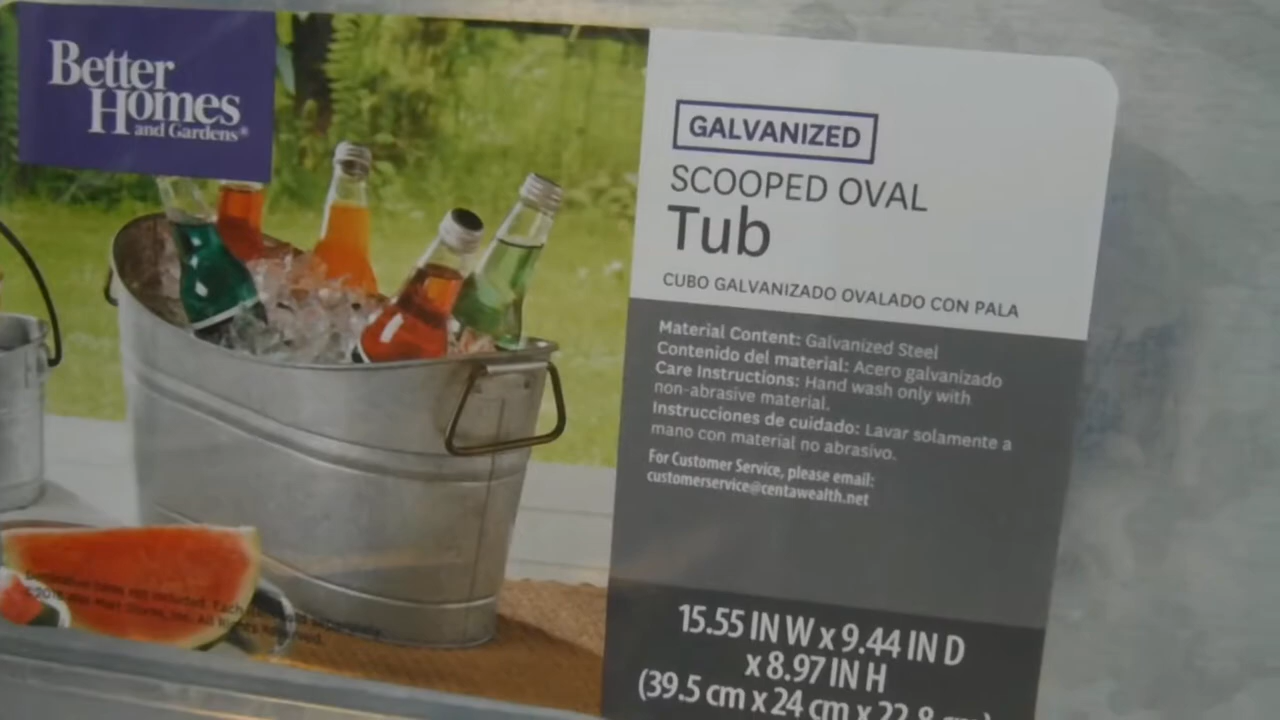 Better
Homes
and Gardens®
GALVANIZED
SCOOPED OVAL
Tub
CUBO GALVANIZADO OVALADO CON PALA
Material Content: Galvanized Steel
Contenido del material: Acero galvanizado
Care Instructions: Hand wash only with
non-abrasive material.
Instrucciones de cuidado: Lavar solamente a
mano con material no abrasivo.
For Customer Service, please email:
customerservice@centawealth.net
15.55 IN W x 9.44 IN D
x 8.97 IN H
(39.5 cm x 24 cm x 22.8 cm)
not included. Each